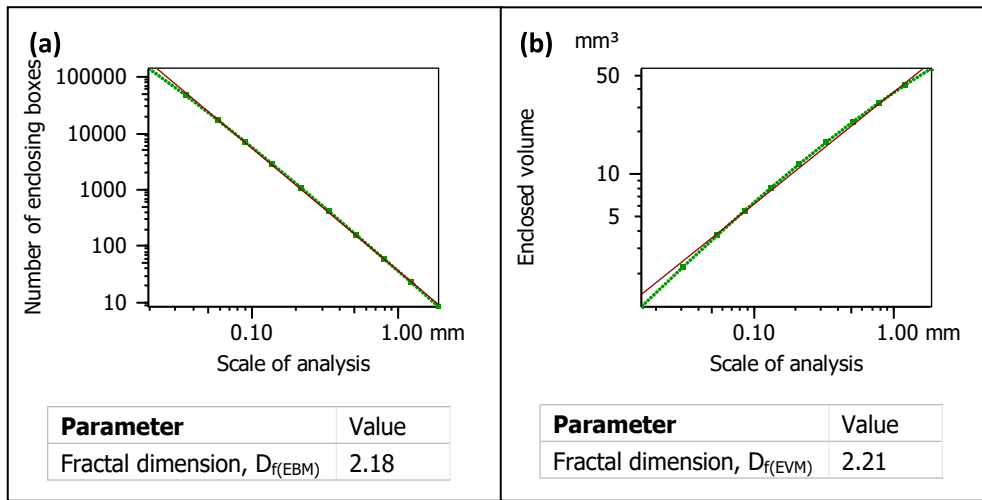 (a)
Number of enclosing boxes
100000
10000
1000
100
10
0.10
1.00 mm
Scale of analysis
Parameter Value
Fractal dimension, D_f(EBM) 2.18
(b)
mm³
Enclosed volume
50
10
5
0.10
1.00 mm
Scale of analysis
Parameter Value
Fractal dimension, D_f(EVM) 2.21